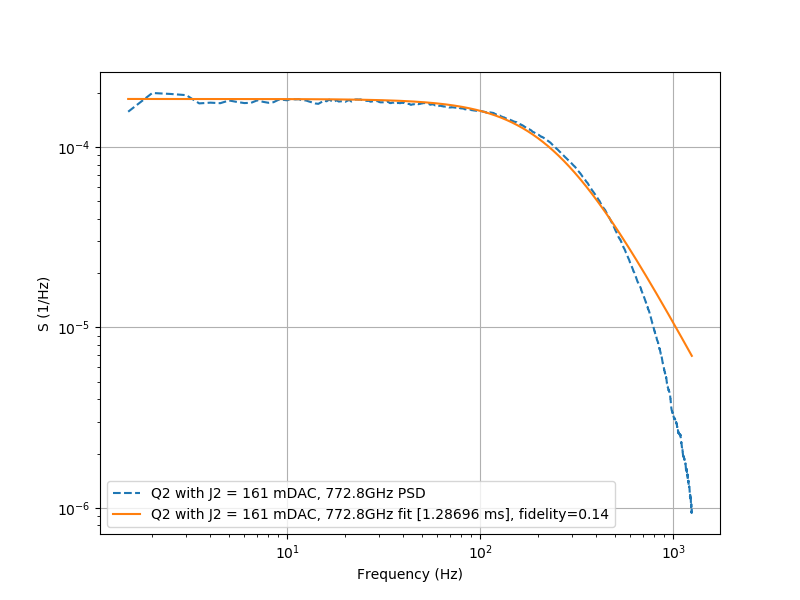 10⁻⁴
10⁻⁵
10⁻⁶
S (1/Hz)
Q2 with J2 = 161 mDAC, 772.8GHz PSD
Q2 with J2 = 161 mDAC, 772.8GHz fit [1.28696 ms], fidelity=0.14
10¹ 10² 10³
Frequency (Hz)